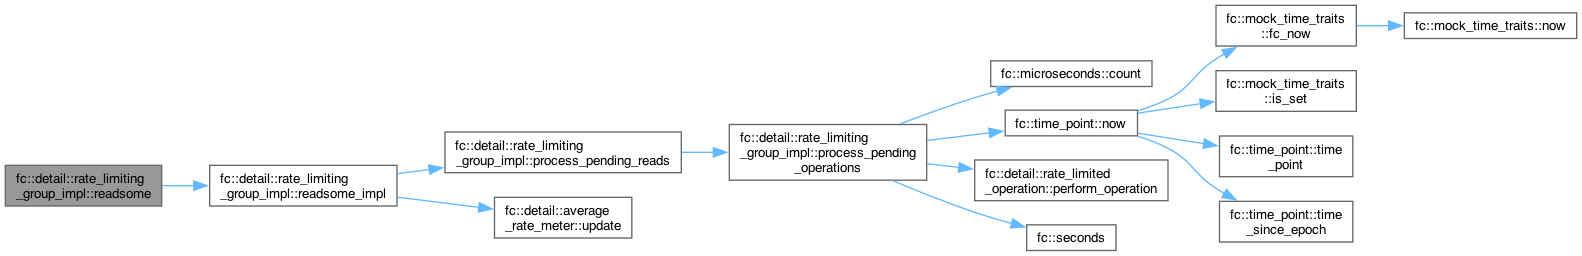 fc::detail::rate_limiting
_group_impl::readsome
fc::detail::rate_limiting
_group_impl::readsome_impl
fc::detail::rate_limiting
_group_impl::process_pending_reads
fc::detail::average
_rate_meter::update
fc::detail::rate_limiting
_group_impl::process_pending
_operations
fc::microseconds::count
fc::time_point::now
fc::detail::rate_limited
_operation::perform_operation
fc::seconds
fc::mock_time_traits
::fc_now
fc::mock_time_traits
::is_set
fc::time_point::time
_point
fc::time_point::time
_since_epoch
fc::mock_time_traits::now